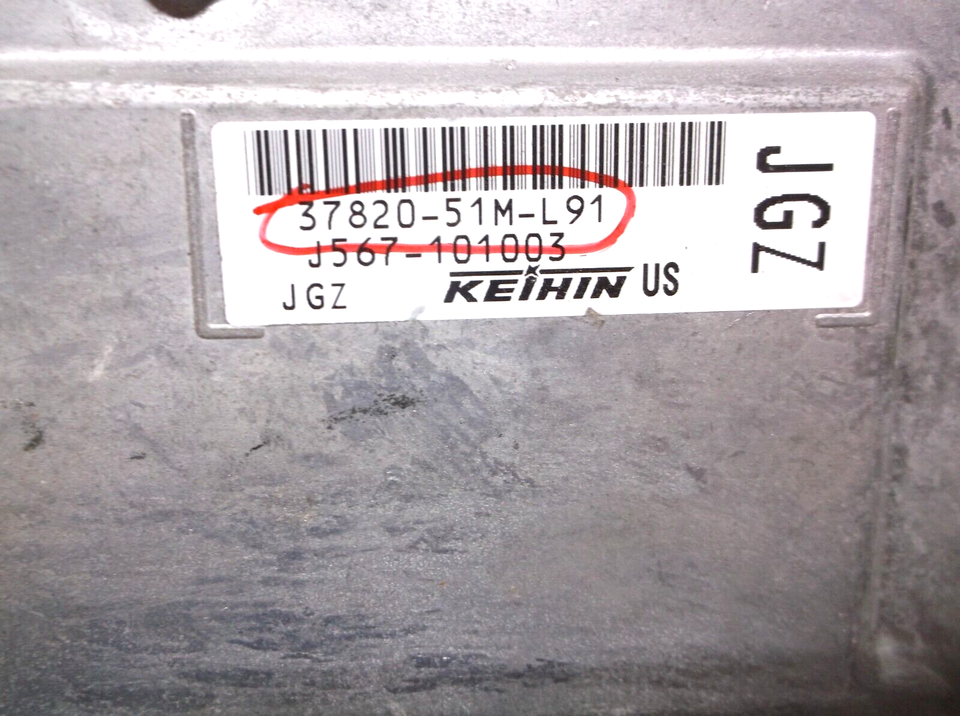 37820-51M-L91
J567-101003
JGZ
KEIHIN US
JGZ